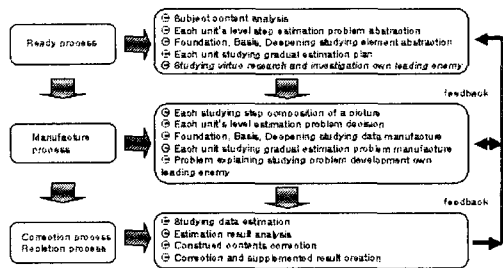 Ready process
⊙ Subject content analysis
⊙ Each unit's level step estimation problem abstraction
⊙ Foundation, Basis, Deepening studying element abstraction
⊙ Each unit studying gradual estimation plan
⊙ Studying virtue research and investigation own leading enemy
feedback
Manufacture
process
⊙ Each studying step composition of a picture
⊙ Each unit's level estimation problem decision
⊙ Foundation, Basis, Deepening studying data manufacture
⊙ Each unit studying gradual estimation problem manufacture
⊙ Problem explaining studying problem development own
leading enemy
feedback
Correction process
Repletion process
⊙ Studying data estimation
⊙ Estimation result analysis
⊙ Construed contents correction
⊙ Correction and supplemented result creation